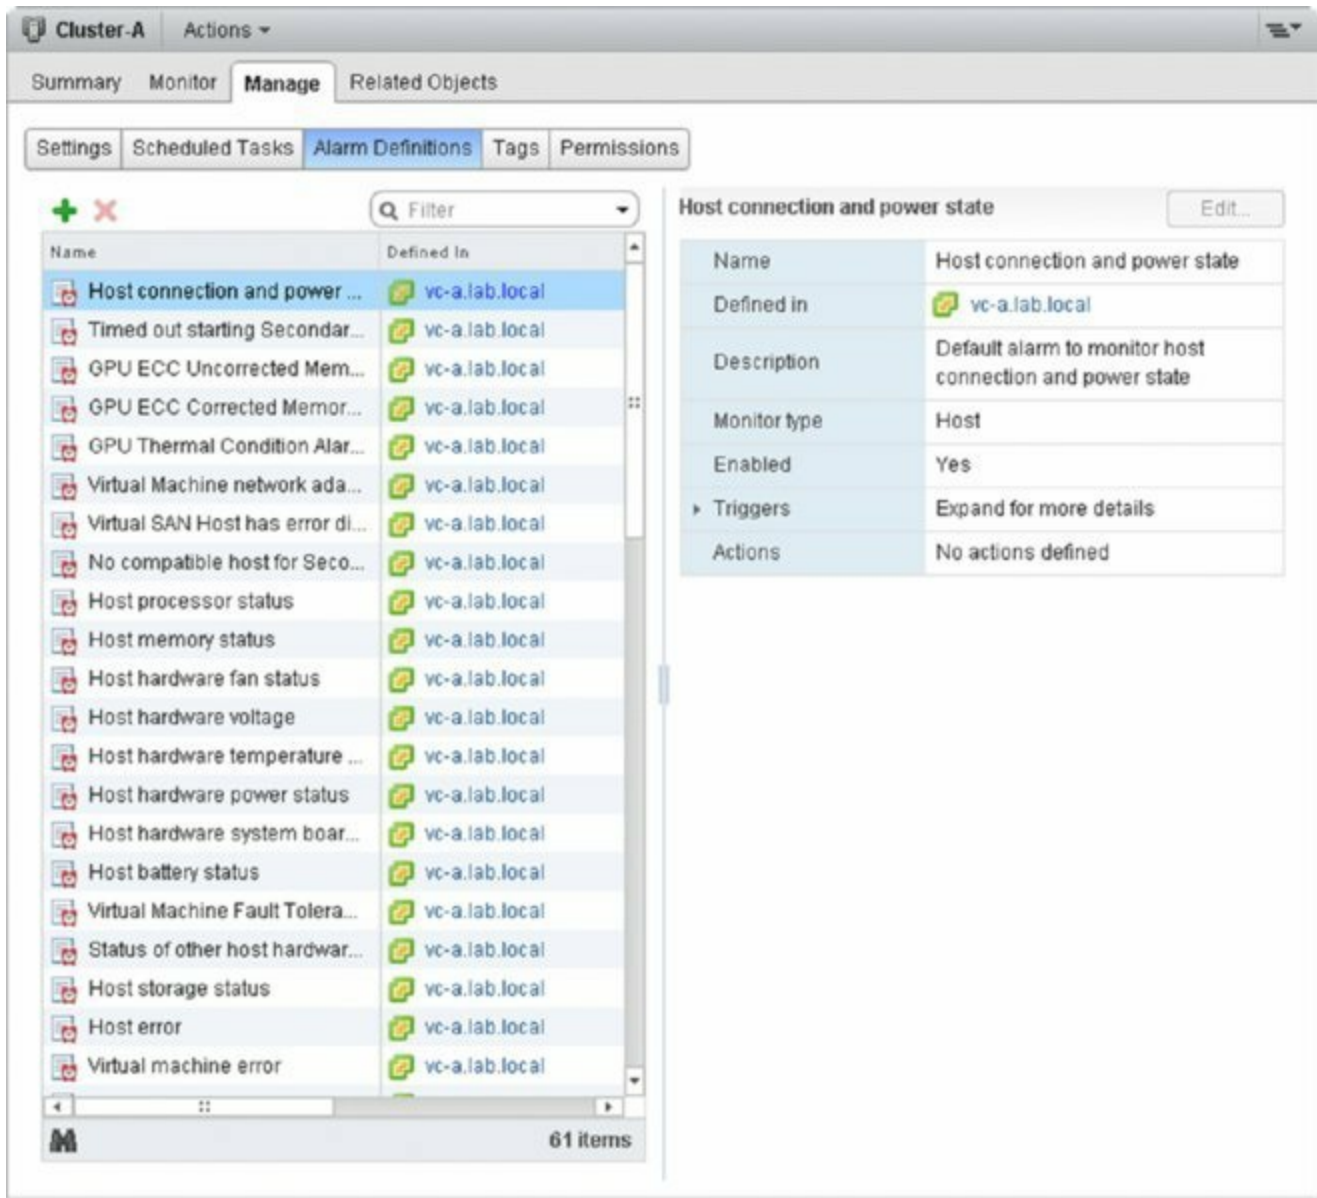 Cluster-A Actions
Summary Monitor Manage Related Objects
Settings Scheduled Tasks Alarm Definitions Tags Permissions
Filter
Name Defined In
Host connection and power ... vc-a.lab.local
Timed out starting Secondar... vc-a.lab.local
GPU ECC Uncorrected Mem... vc-a.lab.local
GPU ECC Corrected Memor... vc-a.lab.local
GPU Thermal Condition Alar... vc-a.lab.local
Virtual Machine network ada... vc-a.lab.local
Virtual SAN Host has error di... vc-a.lab.local
No compatible host for Seco... vc-a.lab.local
Host processor status vc-a.lab.local
Host memory status vc-a.lab.local
Host hardware fan status vc-a.lab.local
Host hardware voltage vc-a.lab.local
Host hardware temperature ... vc-a.lab.local
Host hardware power status vc-a.lab.local
Host hardware system boar... vc-a.lab.local
Host battery status vc-a.lab.local
Virtual Machine Fault Tolera... vc-a.lab.local
Status of other host hardwar... vc-a.lab.local
Host storage status vc-a.lab.local
Host error vc-a.lab.local
Virtual machine error vc-a.lab.local
61 items
Host connection and power state Edit...
Name Host connection and power state
Defined in vc-a.lab.local
Description Default alarm to monitor host
connection and power state
Monitor type Host
Enabled Yes
Triggers Expand for more details
Actions No actions defined